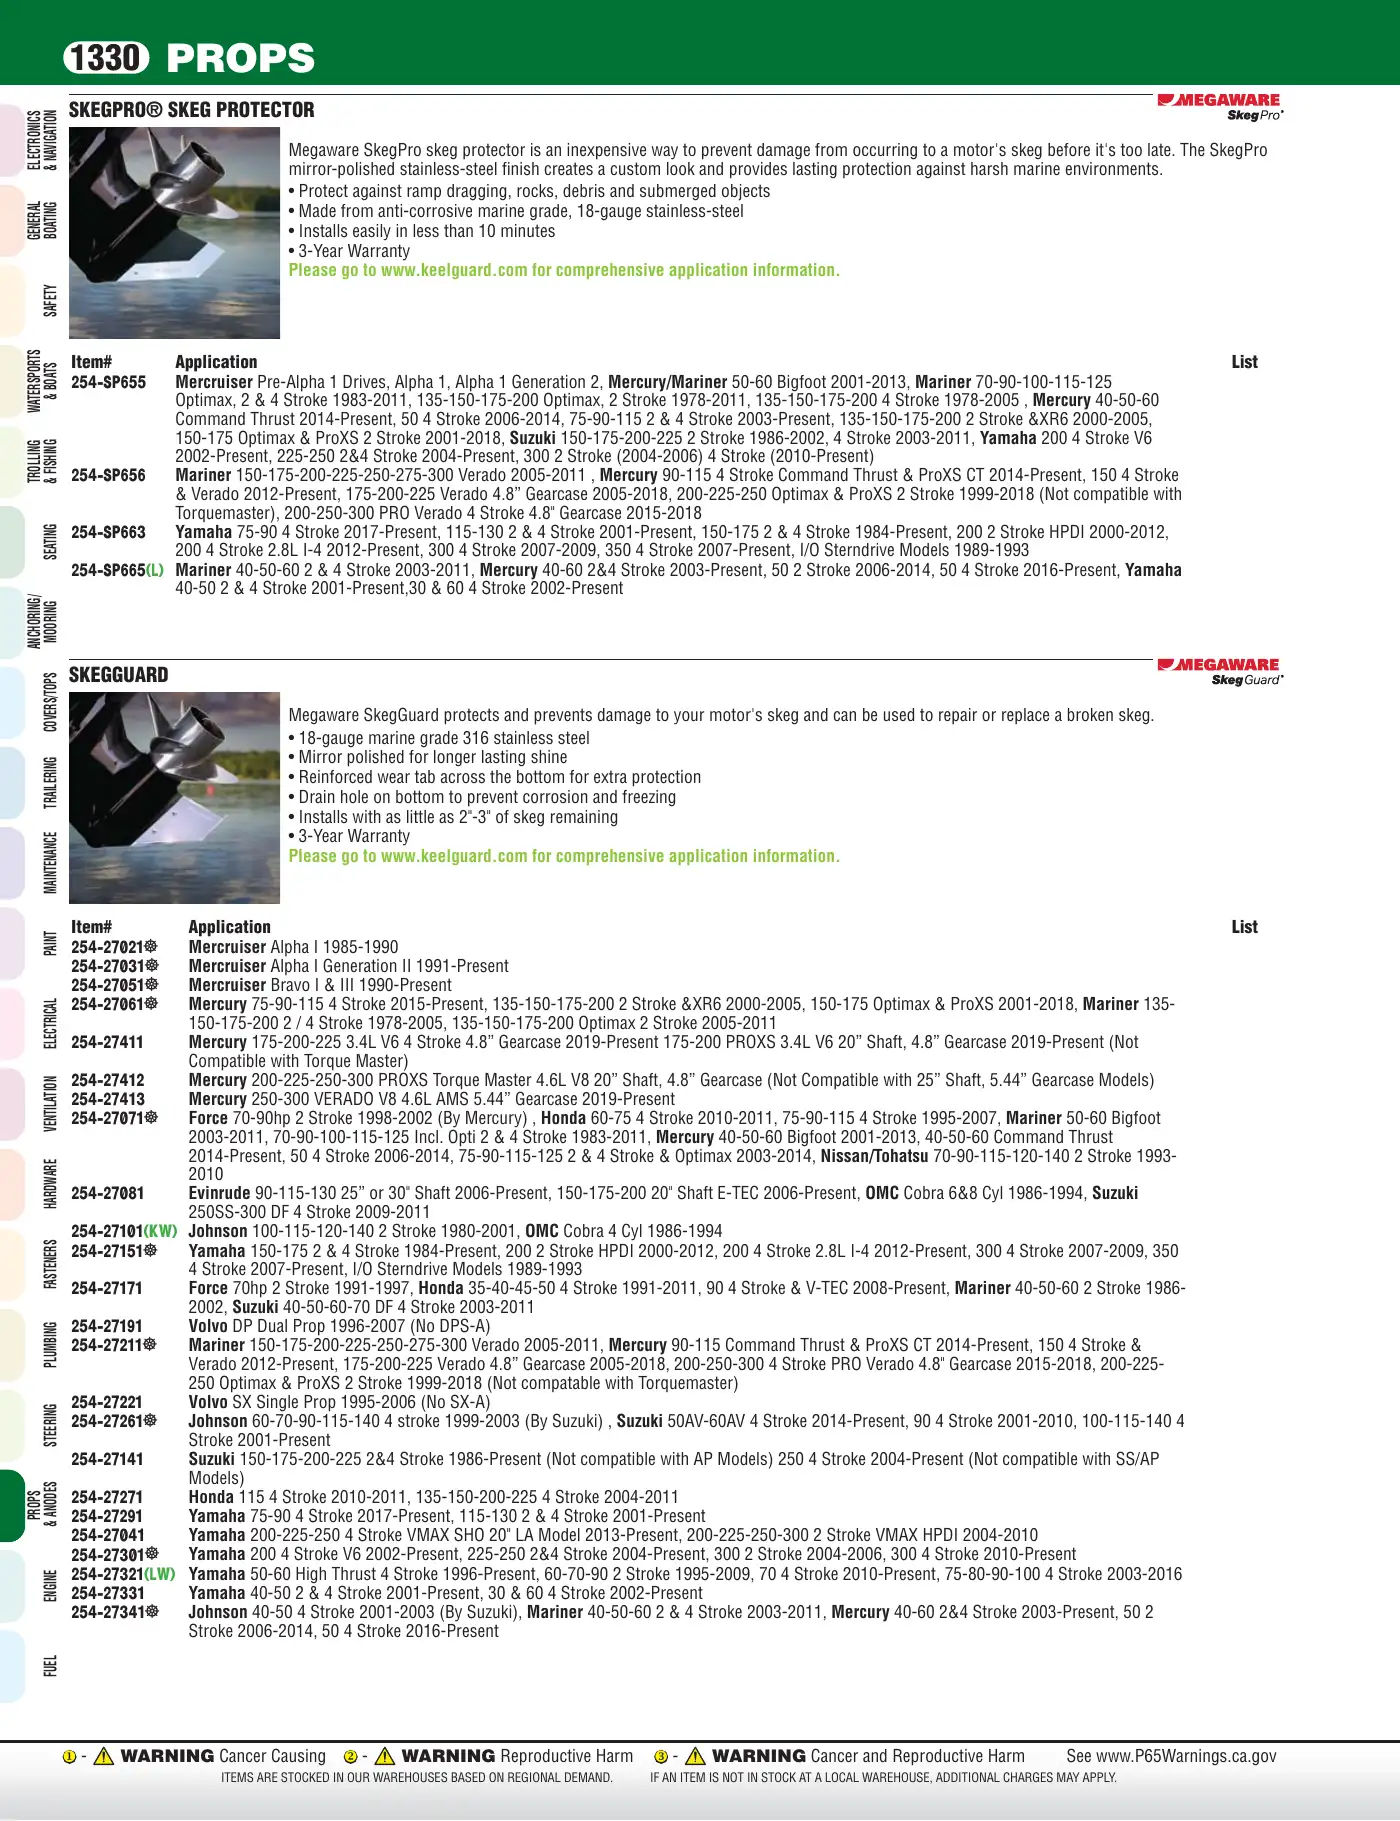 1330 PROPS
ELECTRONICS
& NAVIGATION
GENERAL
BOATING
SAFETY
WATERSPORTS
& BOATS
TROLLING
& FISHING
SEATING
ANCHORING/
MOORING
COVERS/TOPS
TRAILERING
MAINTENANCE
PAINT
ELECTRICAL
VENTILATION
HARDWARE
FASTENERS
PLUMBING
STEERING
PROPS
& ANODES
ENGINE
FUEL
SKEGPRO® SKEG PROTECTOR
MEGAWARE
SkegPro
Megaware SkegPro skeg protector is an inexpensive way to prevent damage from occurring to a motor's skeg before it's too late. The SkegPro
mirror-polished stainless-steel finish creates a custom look and provides lasting protection against harsh marine environments.
• Protect against ramp dragging, rocks, debris and submerged objects
• Made from anti-corrosive marine grade, 18-gauge stainless-steel
• Installs easily in less than 10 minutes
• 3-Year Warranty
Please go to www.keelguard.com for comprehensive application information.
Item# Application List
254-SP655 Mercruiser Pre-Alpha 1 Drives, Alpha 1, Alpha 1 Generation 2, Mercury/Mariner 50-60 Bigfoot 2001-2013, Mariner 70-90-100-115-125
Optimax, 2 & 4 Stroke 1983-2011, 135-150-175-200 Optimax, 2 Stroke 1978-2011, 135-150-175-200 4 Stroke 1978-2005 , Mercury 40-50-60
Command Thrust 2014-Present, 50 4 Stroke 2006-2014, 75-90-115 2 & 4 Stroke 2003-Present, 135-150-175-200 2 Stroke &XR6 2000-2005,
150-175 Optimax & ProXS 2 Stroke 2001-2018, Suzuki 150-175-200-225 2 Stroke 1986-2002, 4 Stroke 2003-2011, Yamaha 200 4 Stroke V6
2002-Present, 225-250 2&4 Stroke 2004-Present, 300 2 Stroke (2004-2006) 4 Stroke (2010-Present)
254-SP656 Mariner 150-175-200-225-250-275-300 Verado 2005-2011 , Mercury 90-115 4 Stroke Command Thrust & ProXS CT 2014-Present, 150 4 Stroke
& Verado 2012-Present, 175-200-225 Verado 4.8” Gearcase 2005-2018, 200-225-250 Optimax & ProXS 2 Stroke 1999-2018 (Not compatible with
Torquemaster), 200-250-300 PRO Verado 4 Stroke 4.8" Gearcase 2015-2018
254-SP663 Yamaha 75-90 4 Stroke 2017-Present, 115-130 2 & 4 Stroke 2001-Present, 150-175 2 & 4 Stroke 1984-Present, 200 2 Stroke HPDI 2000-2012,
200 4 Stroke 2.8L I-4 2012-Present, 300 4 Stroke 2007-2009, 350 4 Stroke 2007-Present, I/O Sterndrive Models 1989-1993
254-SP665(L) Mariner 40-50-60 2 & 4 Stroke 2003-2011, Mercury 40-60 2&4 Stroke 2003-Present, 50 2 Stroke 2006-2014, 50 4 Stroke 2016-Present, Yamaha
40-50 2 & 4 Stroke 2001-Present,30 & 60 4 Stroke 2002-Present
SKEGGUARD
MEGAWARE
SkegGuard
Megaware SkegGuard protects and prevents damage to your motor's skeg and can be used to repair or replace a broken skeg.
• 18-gauge marine grade 316 stainless steel
• Mirror polished for longer lasting shine
• Reinforced wear tab across the bottom for extra protection
• Drain hole on bottom to prevent corrosion and freezing
• Installs with as little as 2"-3" of skeg remaining
• 3-Year Warranty
Please go to www.keelguard.com for comprehensive application information.
Item# Application List
254-27021☸ Mercruiser Alpha I 1985-1990
254-27031☸ Mercruiser Alpha I Generation II 1991-Present
254-27051☸ Mercruiser Bravo I & III 1990-Present
254-27061☸ Mercury 75-90-115 4 Stroke 2015-Present, 135-150-175-200 2 Stroke &XR6 2000-2005, 150-175 Optimax & ProXS 2001-2018, Mariner 135-
150-175-200 2 / 4 Stroke 1978-2005, 135-150-175-200 Optimax 2 Stroke 2005-2011
254-27411 Mercury 175-200-225 3.4L V6 4 Stroke 4.8” Gearcase 2019-Present 175-200 PROXS 3.4L V6 20” Shaft, 4.8” Gearcase 2019-Present (Not
Compatible with Torque Master)
254-27412 Mercury 200-225-250-300 PROXS Torque Master 4.6L V8 20” Shaft, 4.8” Gearcase (Not Compatible with 25” Shaft, 5.44” Gearcase Models)
254-27413 Mercury 250-300 VERADO V8 4.6L AMS 5.44” Gearcase 2019-Present
254-27071☸ Force 70-90hp 2 Stroke 1998-2002 (By Mercury) , Honda 60-75 4 Stroke 2010-2011, 75-90-115 4 Stroke 1995-2007, Mariner 50-60 Bigfoot
2003-2011, 70-90-100-115-125 Incl. Opti 2 & 4 Stroke 1983-2011, Mercury 40-50-60 Bigfoot 2001-2013, 40-50-60 Command Thrust
2014-Present, 50 4 Stroke 2006-2014, 75-90-115-125 2 & 4 Stroke & Optimax 2003-2014, Nissan/Tohatsu 70-90-115-120-140 2 Stroke 1993-
2010
254-27081 Evinrude 90-115-130 25” or 30" Shaft 2006-Present, 150-175-200 20" Shaft E-TEC 2006-Present, OMC Cobra 6&8 Cyl 1986-1994, Suzuki
250SS-300 DF 4 Stroke 2009-2011
254-27101(KW) Johnson 100-115-120-140 2 Stroke 1980-2001, OMC Cobra 4 Cyl 1986-1994
254-27151☸ Yamaha 150-175 2 & 4 Stroke 1984-Present, 200 2 Stroke HPDI 2000-2012, 200 4 Stroke 2.8L I-4 2012-Present, 300 4 Stroke 2007-2009, 350
4 Stroke 2007-Present, I/O Sterndrive Models 1989-1993
254-27171 Force 70hp 2 Stroke 1991-1997, Honda 35-40-45-50 4 Stroke 1991-2011, 90 4 Stroke & V-TEC 2008-Present, Mariner 40-50-60 2 Stroke 1986-
2002, Suzuki 40-50-60-70 DF 4 Stroke 2003-2011
254-27191 Volvo DP Dual Prop 1996-2007 (No DPS-A)
254-27211☸ Mariner 150-175-200-225-250-275-300 Verado 2005-2011, Mercury 90-115 Command Thrust & ProXS CT 2014-Present, 150 4 Stroke &
Verado 2012-Present, 175-200-225 Verado 4.8” Gearcase 2005-2018, 200-250-300 4 Stroke PRO Verado 4.8" Gearcase 2015-2018, 200-225-
250 Optimax & ProXS 2 Stroke 1999-2018 (Not compatable with Torquemaster)
254-27221 Volvo SX Single Prop 1995-2006 (No SX-A)
254-27261☸ Johnson 60-70-90-115-140 4 stroke 1999-2003 (By Suzuki) , Suzuki 50AV-60AV 4 Stroke 2014-Present, 90 4 Stroke 2001-2010, 100-115-140 4
Stroke 2001-Present
254-27141 Suzuki 150-175-200-225 2&4 Stroke 1986-Present (Not compatible with AP Models) 250 4 Stroke 2004-Present (Not compatible with SS/AP
Models)
254-27271 Honda 115 4 Stroke 2010-2011, 135-150-200-225 4 Stroke 2004-2011
254-27291 Yamaha 75-90 4 Stroke 2017-Present, 115-130 2 & 4 Stroke 2001-Present
254-27041 Yamaha 200-225-250 4 Stroke VMAX SHO 20" LA Model 2013-Present, 200-225-250-300 2 Stroke VMAX HPDI 2004-2010
254-27301☸ Yamaha 200 4 Stroke V6 2002-Present, 225-250 2&4 Stroke 2004-Present, 300 2 Stroke 2004-2006, 300 4 Stroke 2010-Present
254-27321(LW) Yamaha 50-60 High Thrust 4 Stroke 1996-Present, 60-70-90 2 Stroke 1995-2009, 70 4 Stroke 2010-Present, 75-80-90-100 4 Stroke 2003-2016
254-27331 Yamaha 40-50 2 & 4 Stroke 2001-Present, 30 & 60 4 Stroke 2002-Present
254-27341☸ Johnson 40-50 4 Stroke 2001-2003 (By Suzuki), Mariner 40-50-60 2 & 4 Stroke 2003-2011, Mercury 40-60 2&4 Stroke 2003-Present, 50 2
Stroke 2006-2014, 50 4 Stroke 2016-Present
1 - ⚠ WARNING Cancer Causing 2 - ⚠ WARNING Reproductive Harm 3 - ⚠ WARNING Cancer and Reproductive Harm See www.P65Warnings.ca.gov
ITEMS ARE STOCKED IN OUR WAREHOUSES BASED ON REGIONAL DEMAND. IF AN ITEM IS NOT IN STOCK AT A LOCAL WAREHOUSE, ADDITIONAL CHARGES MAY APPLY.